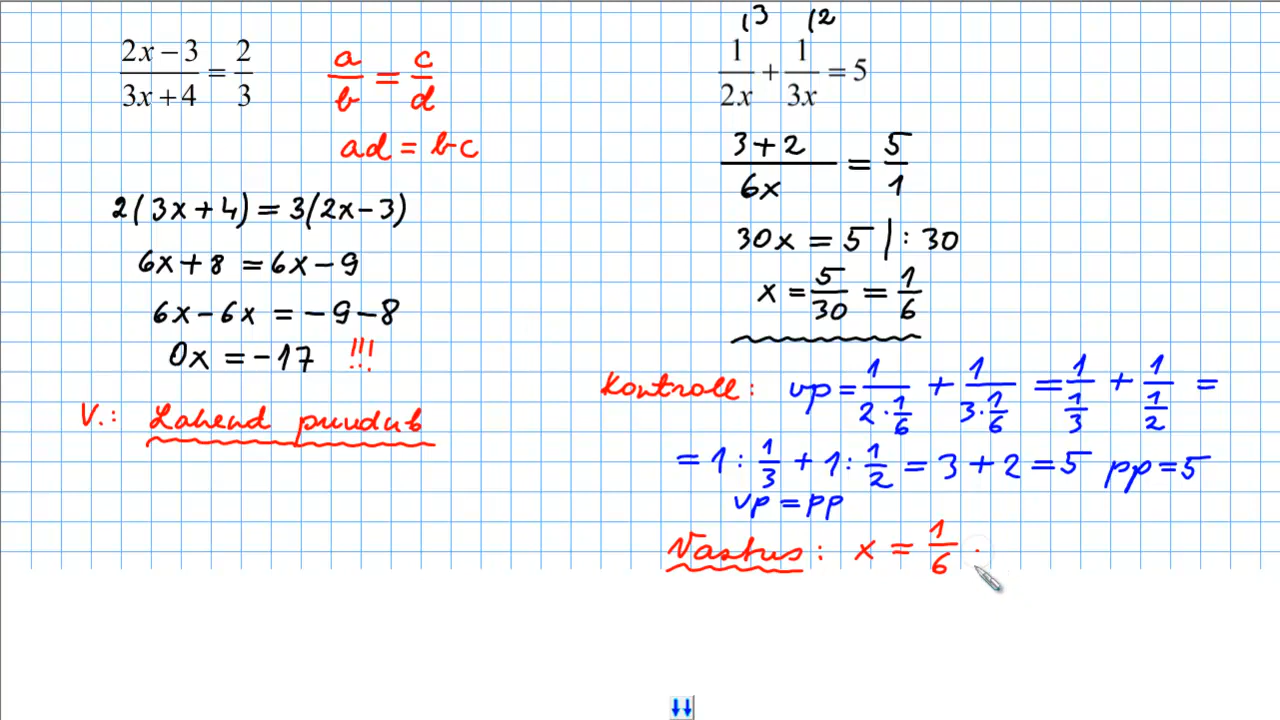 (2x − 3)/(3x + 4) = 2/3
a/b = c/d
ad = bc
2(3x + 4) = 3(2x − 3)
6x + 8 = 6x − 9
6x − 6x = −9 − 8
0x = −17 !!!
V.: Lahend puudub
(3 (2
1/2x + 1/3x = 5
(3 + 2)/6x = 5/1
30x = 5 | : 30
x = 5/30 = 1/6
Kontroll: vp = 1/(2 · 1/6) + 1/(3 · 1/6) = 1/(1/3) + 1/(1/2) =
= 1 : 1/3 + 1 : 1/2 = 3 + 2 = 5 pp = 5
vp = pp
Vastus: x = 1/6 .